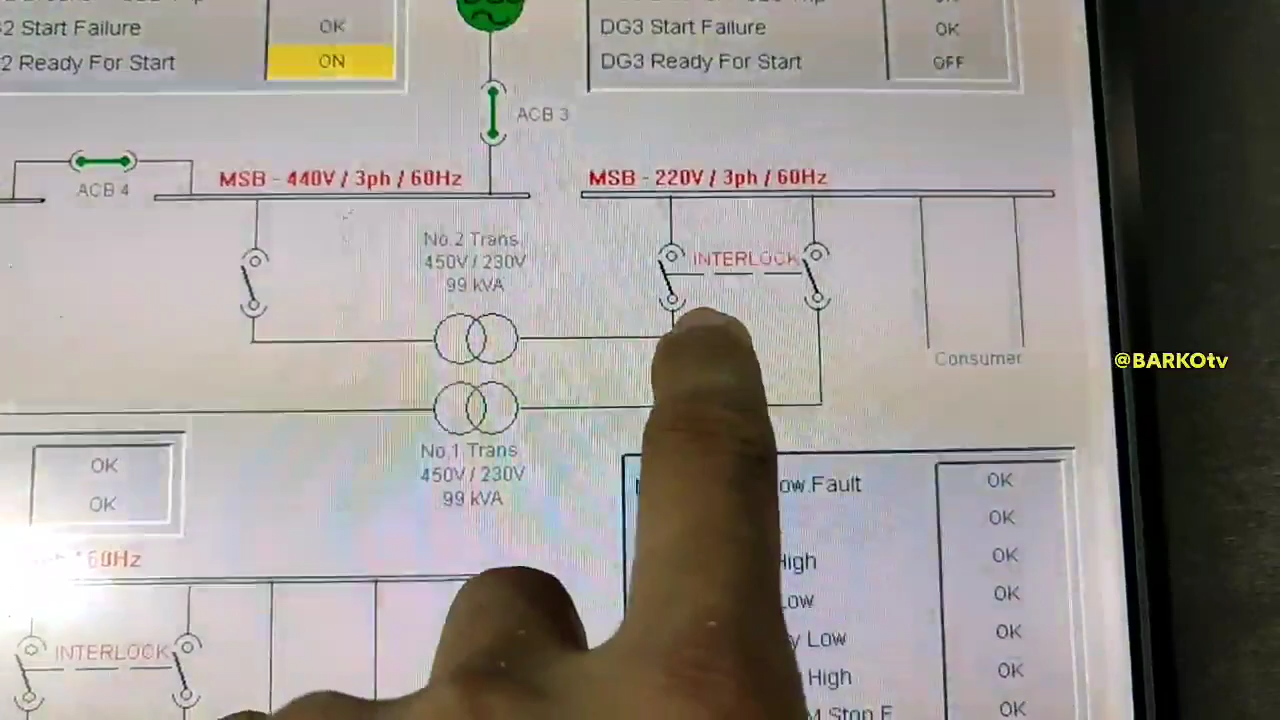 2 Start Failure
OK
2 Ready For Start
ON
DG3 Start Failure
OK
DG3 Ready For Start
OFF
ACB 3
ACB 4
MSB - 440V / 3ph / 60Hz
MSB - 220V / 3ph / 60Hz
No.2 Trans
450V / 230V
99 kVA
INTERLOCK
Consumer
@BARKOtv
No.1 Trans
450V / 230V
99 kVA
OK
OK
60Hz
INTERLOCK
ow.Fault
OK
OK
High
OK
Low
OK
y Low
OK
High
OK
M Stop F
OK